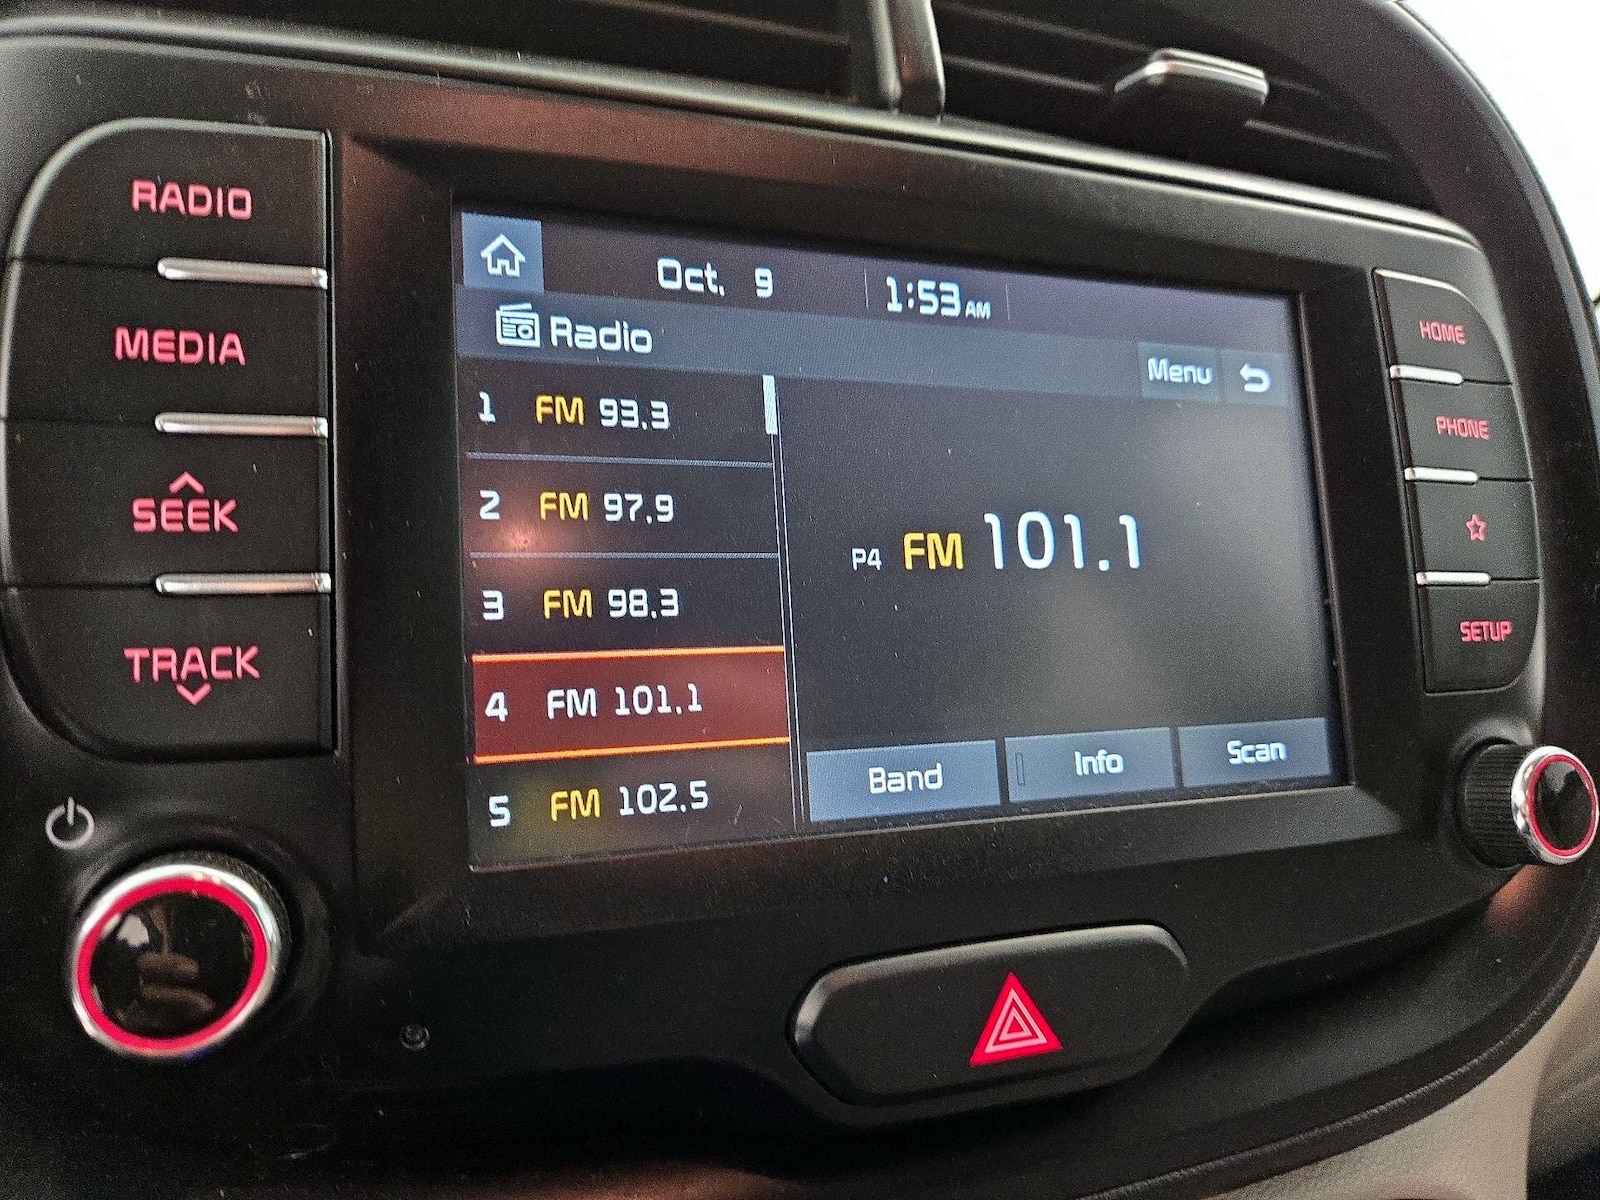 RADIO
MEDIA
SEEK
TRACK
Oct. 9
1:53 AM
Radio
Menu
1 FM 93.3
2 FM 97.9
3 FM 98.3
4 FM 101.1
5 FM 102.5
P4 FM 101.1
Band
Info
Scan
HOME
PHONE
SETUP